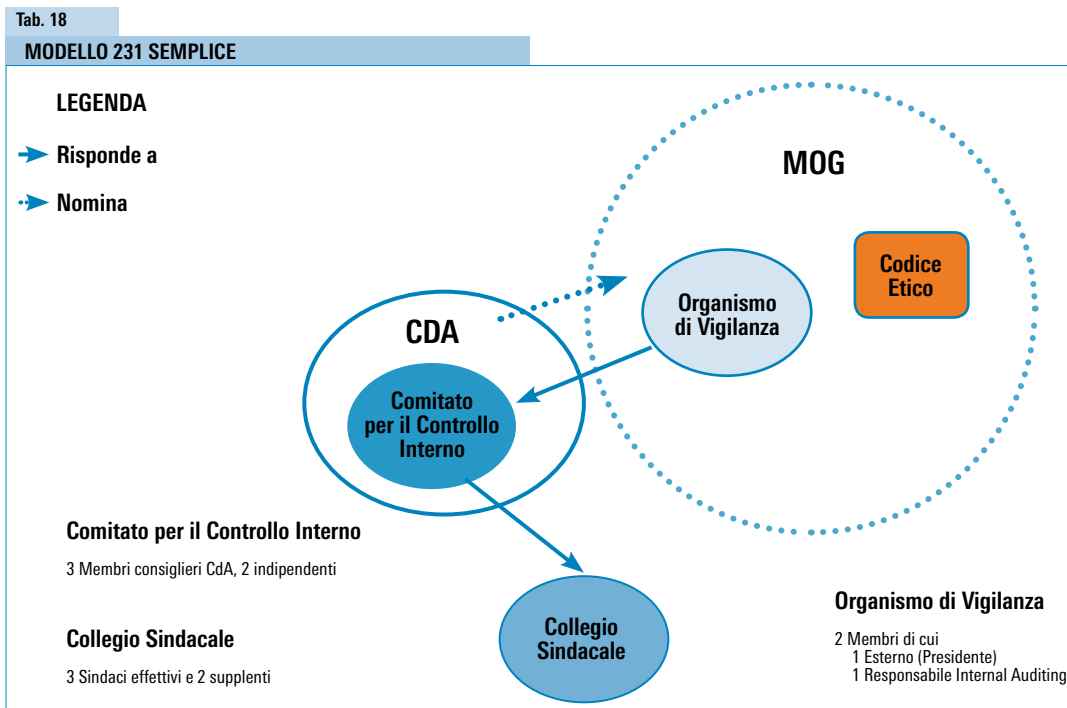 Tab. 18
MODELLO 231 SEMPLICE
LEGENDA
Risponde a
Nomina
MOG
Codice
Etico
Organismo
di Vigilanza
CDA
Comitato
per il Controllo
Interno
Comitato per il Controllo Interno
3 Membri consiglieri CdA, 2 indipendenti
Collegio Sindacale
3 Sindaci effettivi e 2 supplenti
Collegio
Sindacale
Organismo di Vigilanza
2 Membri di cui
1 Esterno (Presidente)
1 Responsabile Internal Auditing